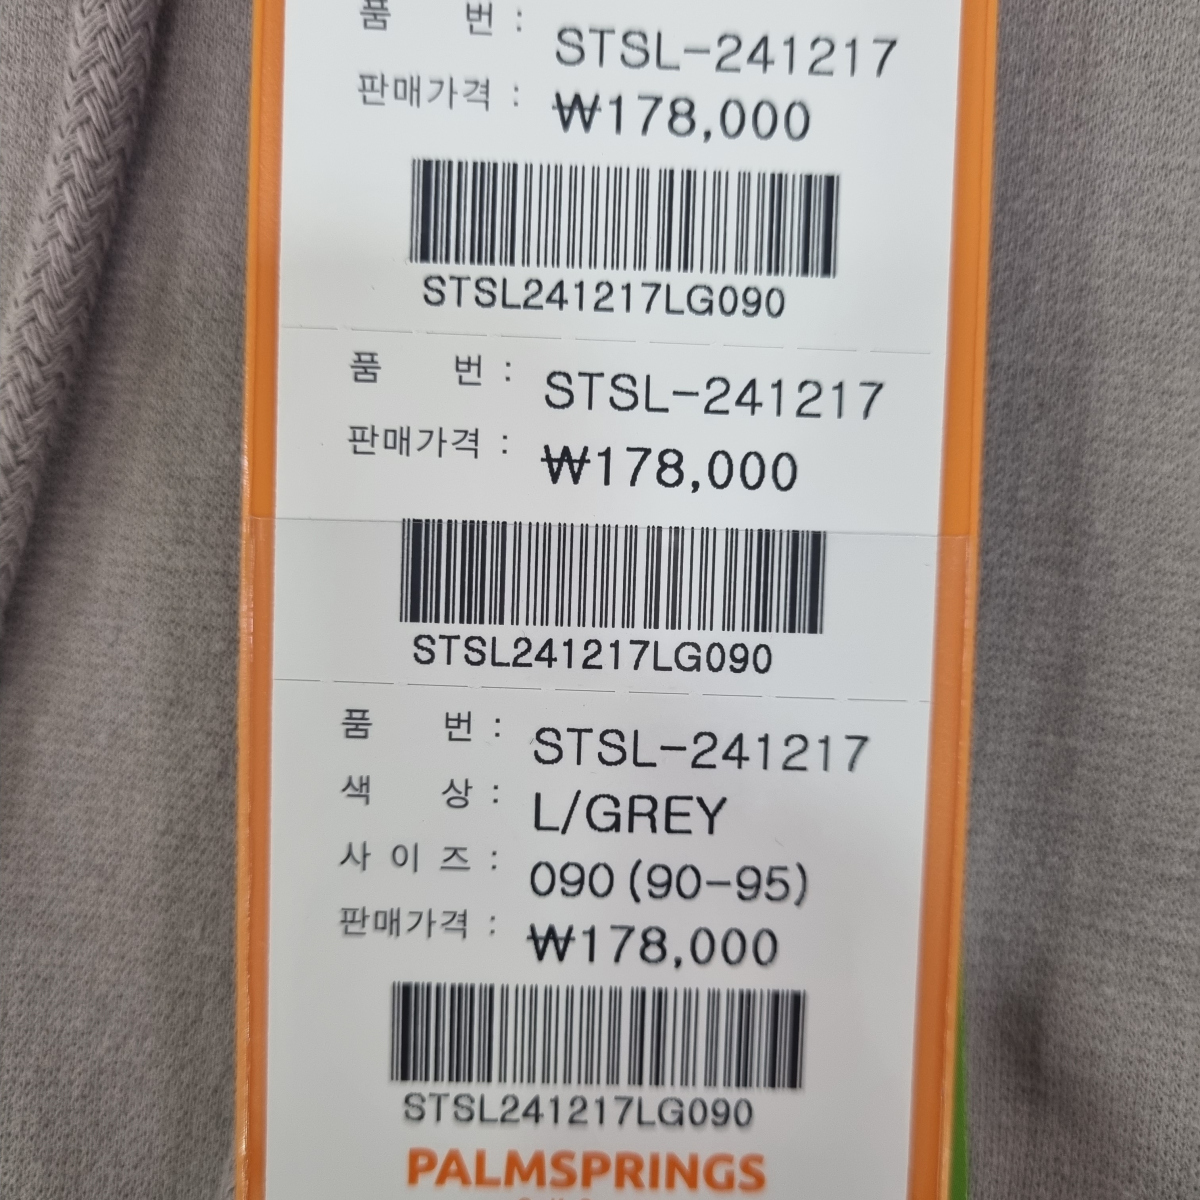 품 번 : STSL-241217
판매가격 : ₩178,000
STSL241217LG090
품 번 : STSL-241217
판매가격 : ₩178,000
STSL241217LG090
품 번 : STSL-241217
색 상 : L/GREY
사 이 즈 : 090 (90-95)
판매가격 : ₩178,000
STSL241217LG090
PALMSPRINGS